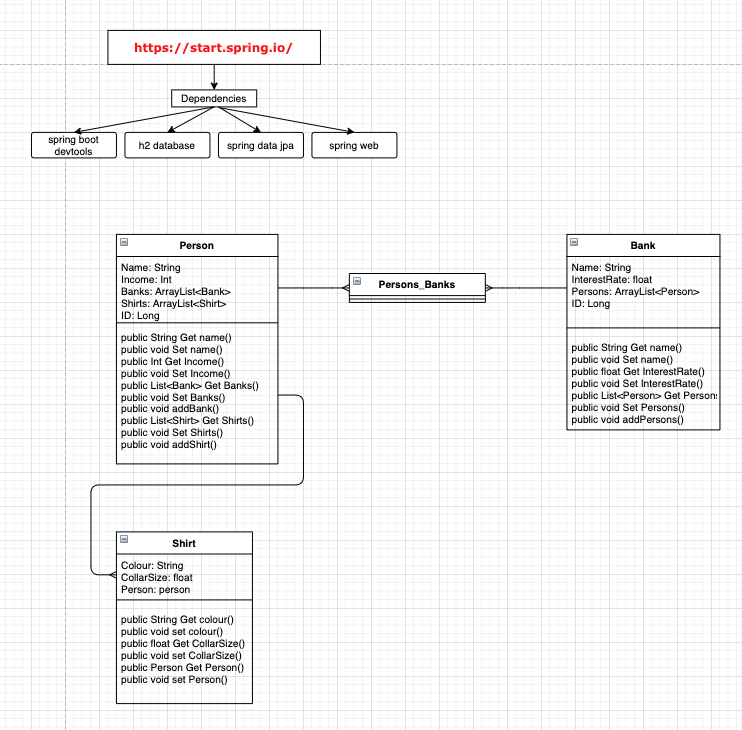 https://start.spring.io/
Dependencies
spring boot
devtools
h2 database
spring data jpa
spring web
Person
Name: String
Income: Int
Banks: ArrayList<Bank>
Shirts: ArrayList<Shirt>
ID: Long
public String Get name()
public void Set name()
public Int Get Income()
public void Set Income()
public List<Bank> Get Banks()
public void Set Banks()
public void addBank()
public List<Shirt> Get Shirts()
public void Set Shirts()
public void addShirt()
Persons_Banks
Bank
Name: String
InterestRate: float
Persons: ArrayList<Person>
ID: Long
public String Get name()
public void Set name()
public float Get InterestRate()
public void Set InterestRate()
public List<Person> Get Persons
public void Set Persons()
public void addPersons()
Shirt
Colour: String
CollarSize: float
Person: person
public String Get colour()
public void set colour()
public float Get CollarSize()
public void set CollarSize()
public Person Get Person()
public void set Person()